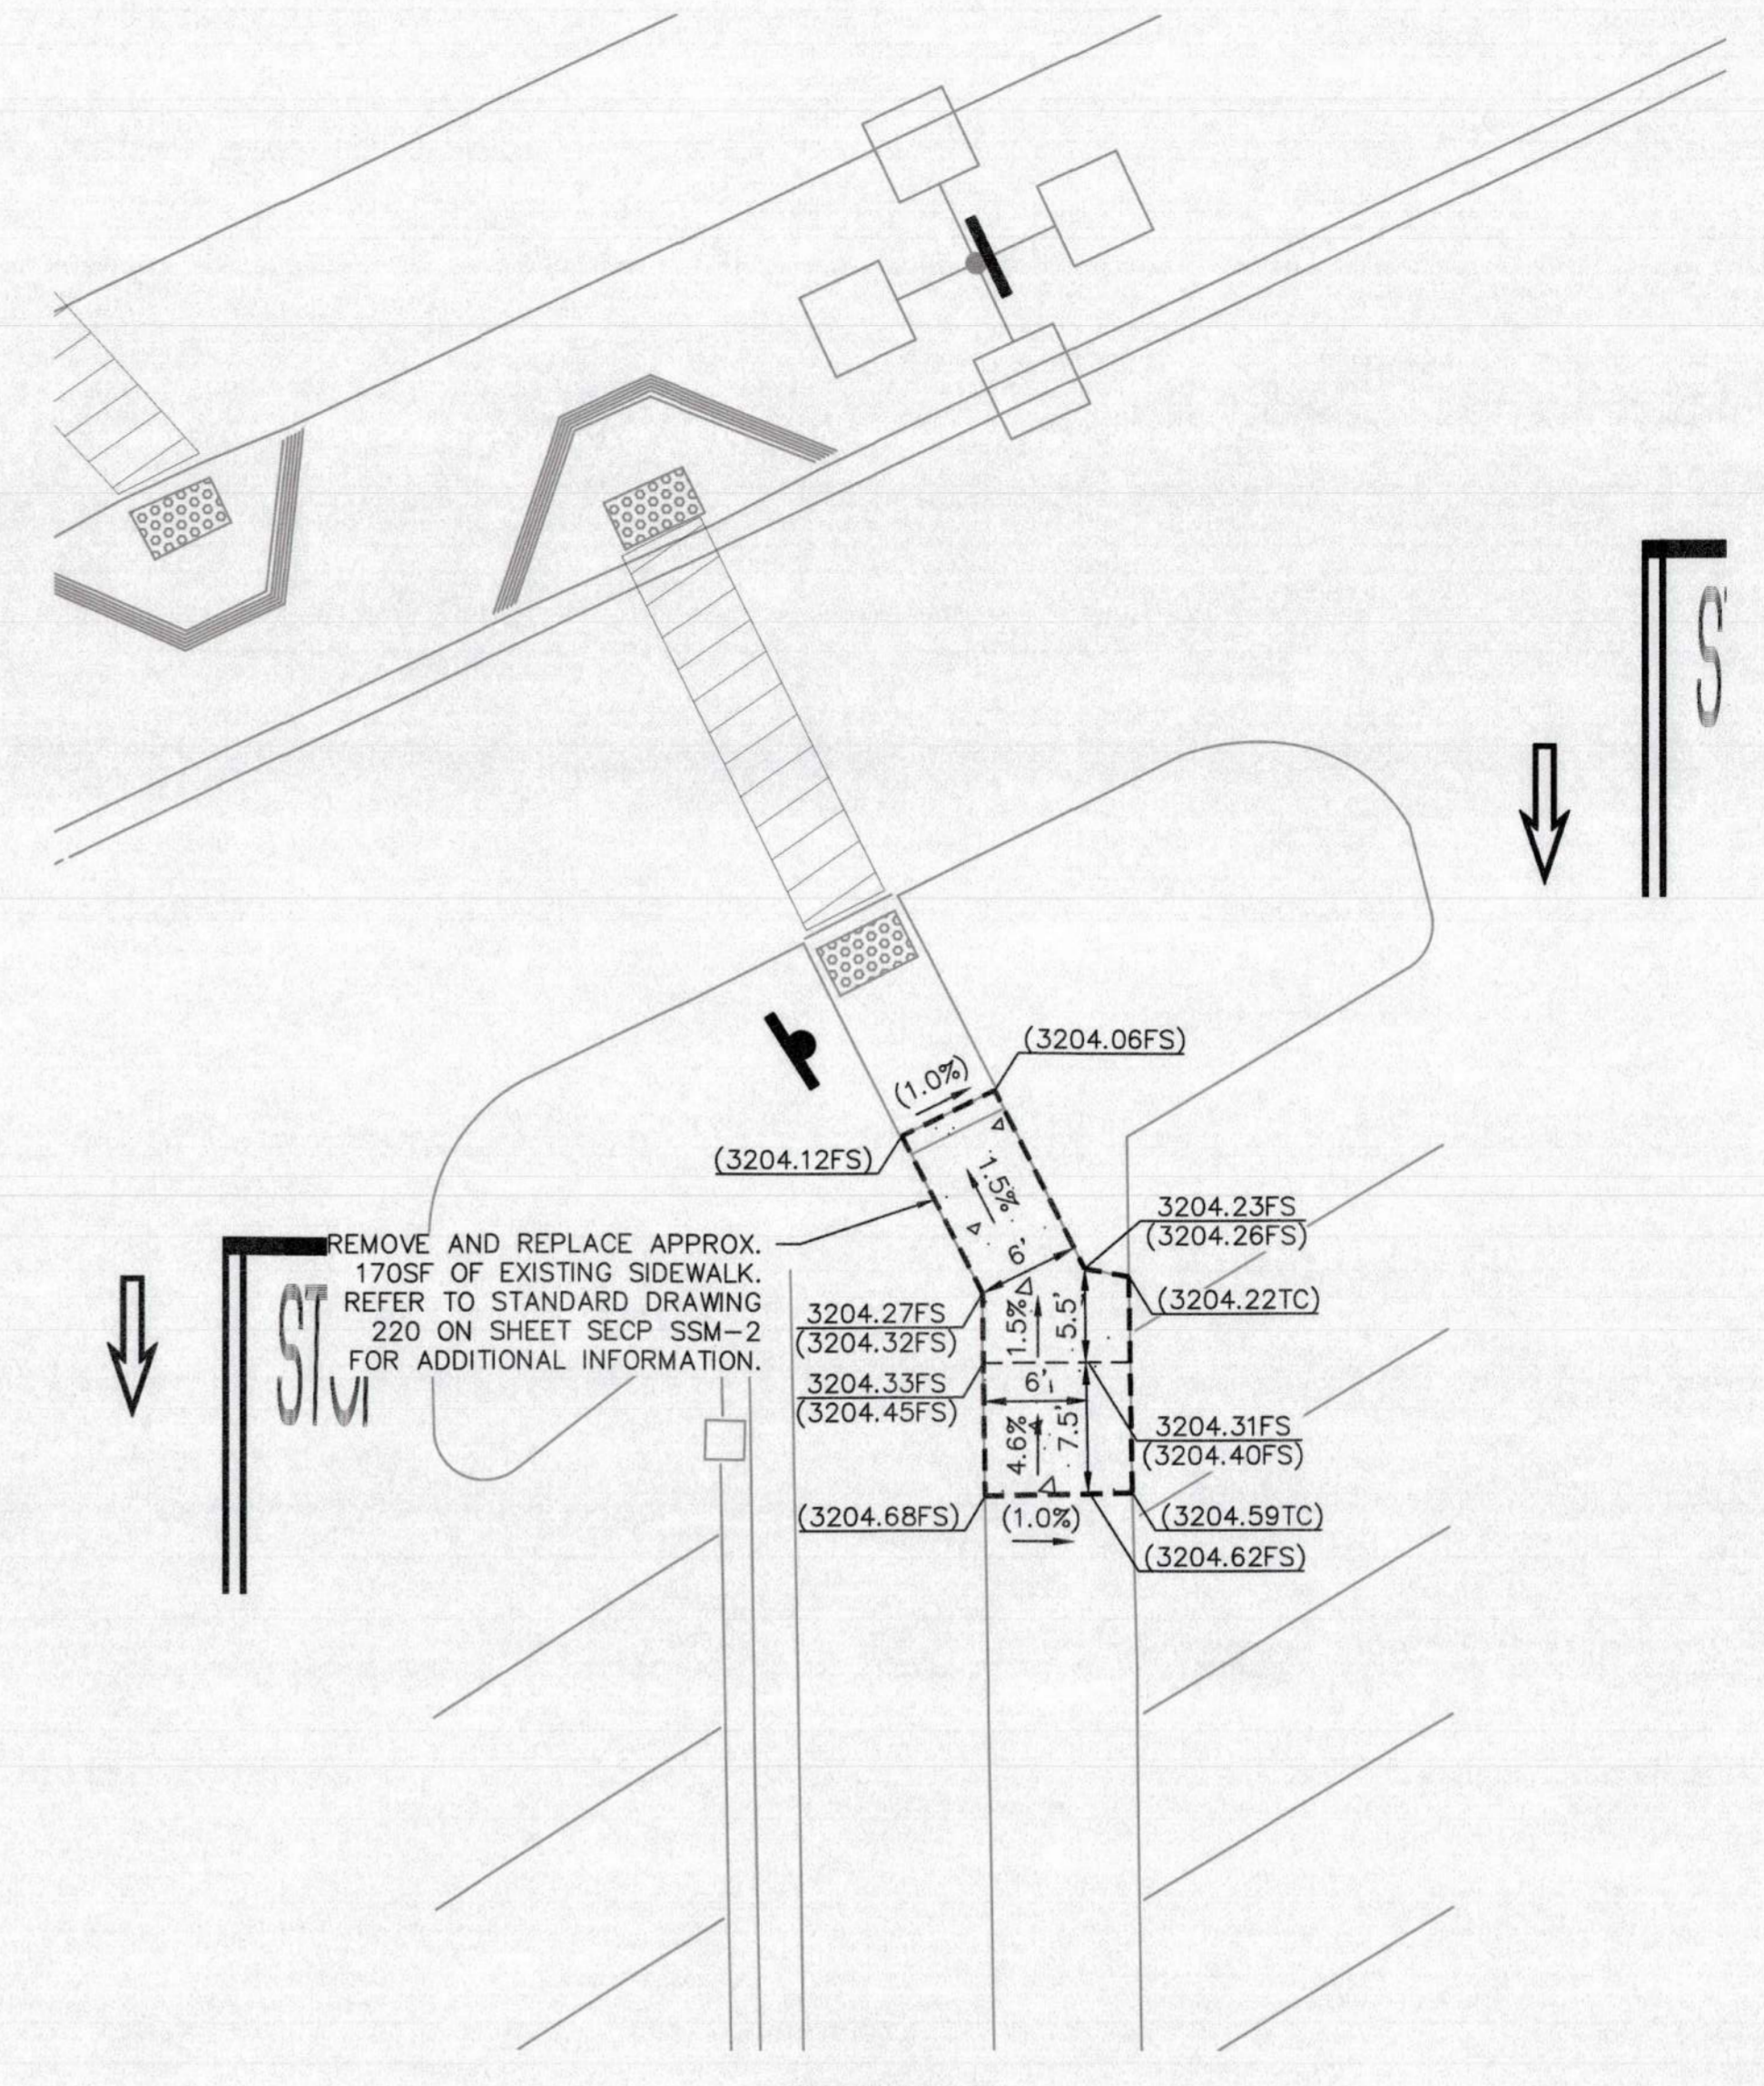 S
(3204.06FS)
(1.0%)
(3204.12FS)
1.5%
3204.23FS
(3204.26FS)
6'
REMOVE AND REPLACE APPROX.
170SF OF EXISTING SIDEWALK.
REFER TO STANDARD DRAWING
220 ON SHEET SECP SSM-2
FOR ADDITIONAL INFORMATION.
ST
3204.27FS
(3204.32FS)
1.5%
5.5'
(3204.22TC)
3204.33FS
(3204.45FS)
6'
3204.31FS
(3204.40FS)
4.6%
7.5'
(3204.68FS)
(1.0%)
(3204.59TC)
(3204.62FS)